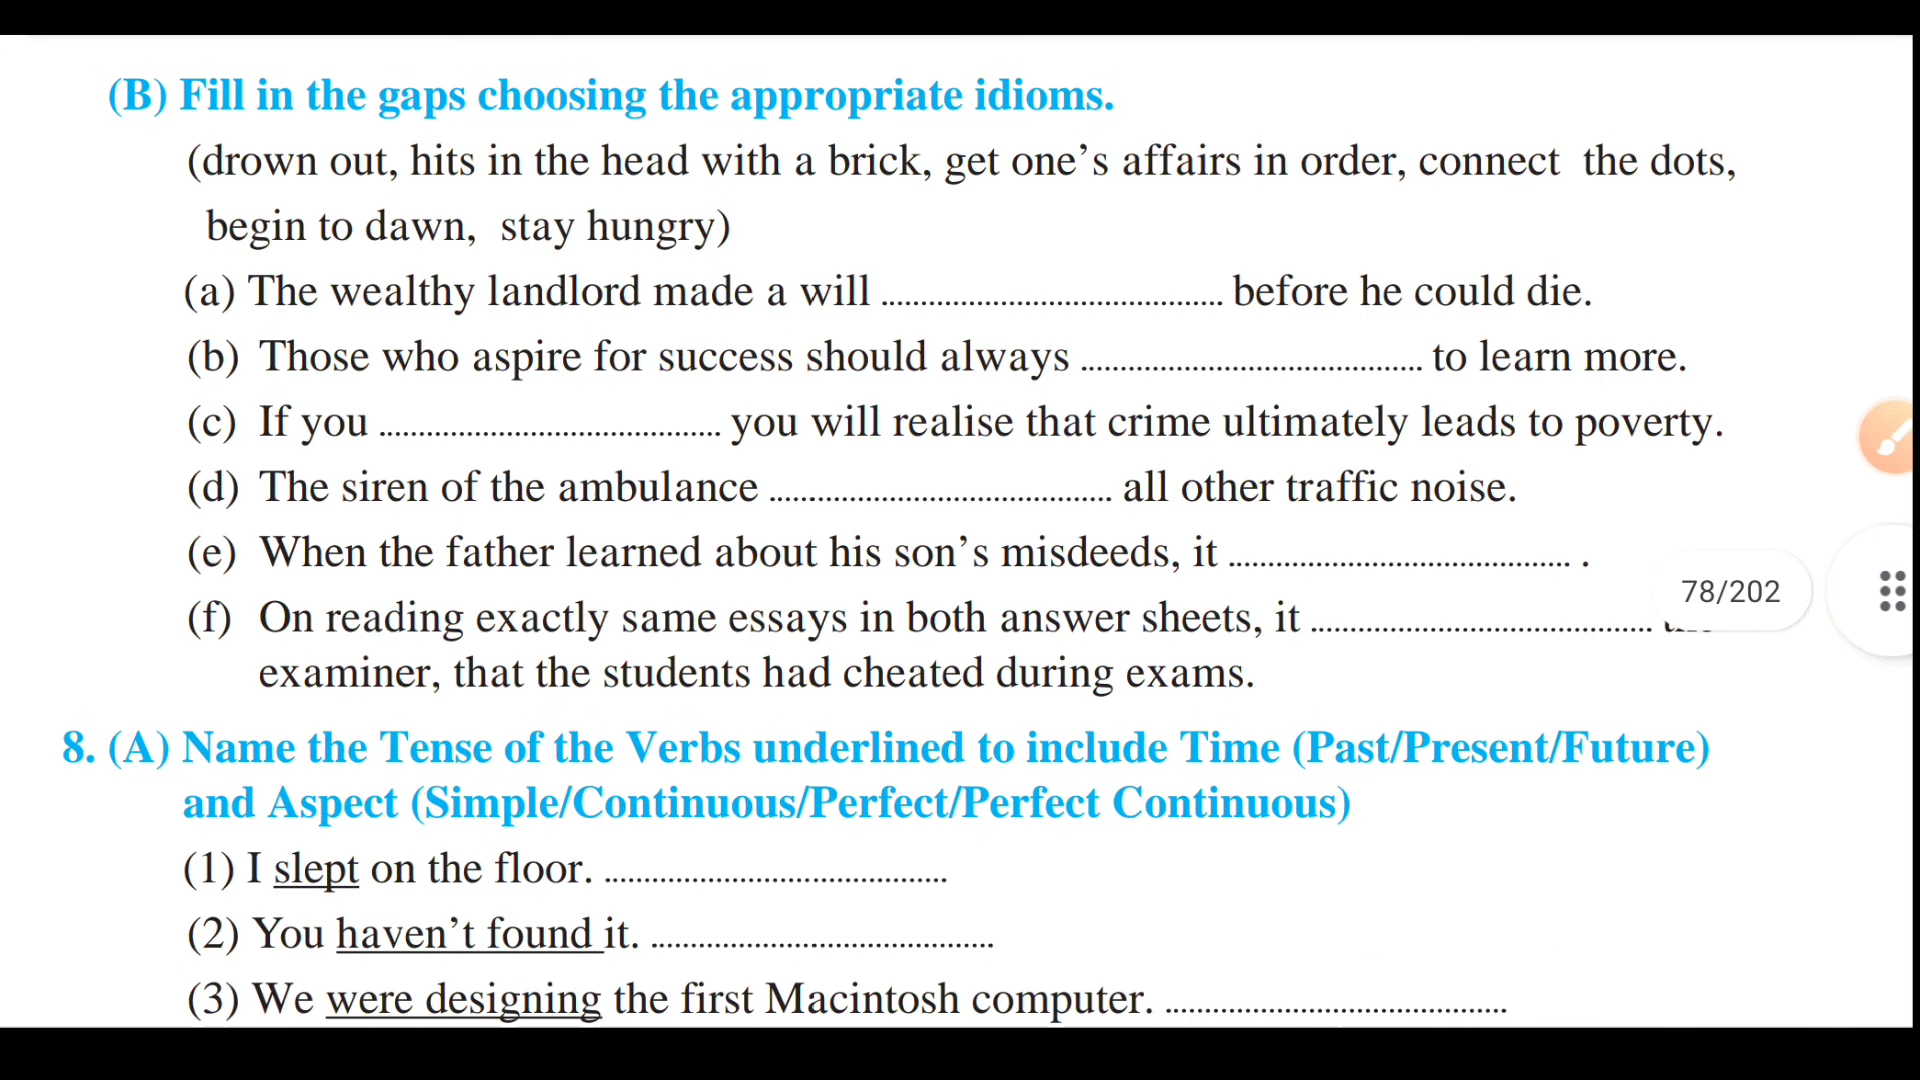 (B) Fill in the gaps choosing the appropriate idioms.
(drown out, hits in the head with a brick, get one’s affairs in order, connect the dots,
begin to dawn, stay hungry)
(a) The wealthy landlord made a will .................................... before he could die.
(b) Those who aspire for success should always .................................... to learn more.
(c) If you .................................... you will realise that crime ultimately leads to poverty.
(d) The siren of the ambulance .................................... all other traffic noise.
(e) When the father learned about his son’s misdeeds, it .................................... .
78/202
(f) On reading exactly same essays in both answer sheets, it ....................................
examiner, that the students had cheated during exams.
8. (A) Name the Tense of the Verbs underlined to include Time (Past/Present/Future)
and Aspect (Simple/Continuous/Perfect/Perfect Continuous)
(1) I slept on the floor. ....................................
(2) You haven’t found it. ....................................
(3) We were designing the first Macintosh computer. ....................................